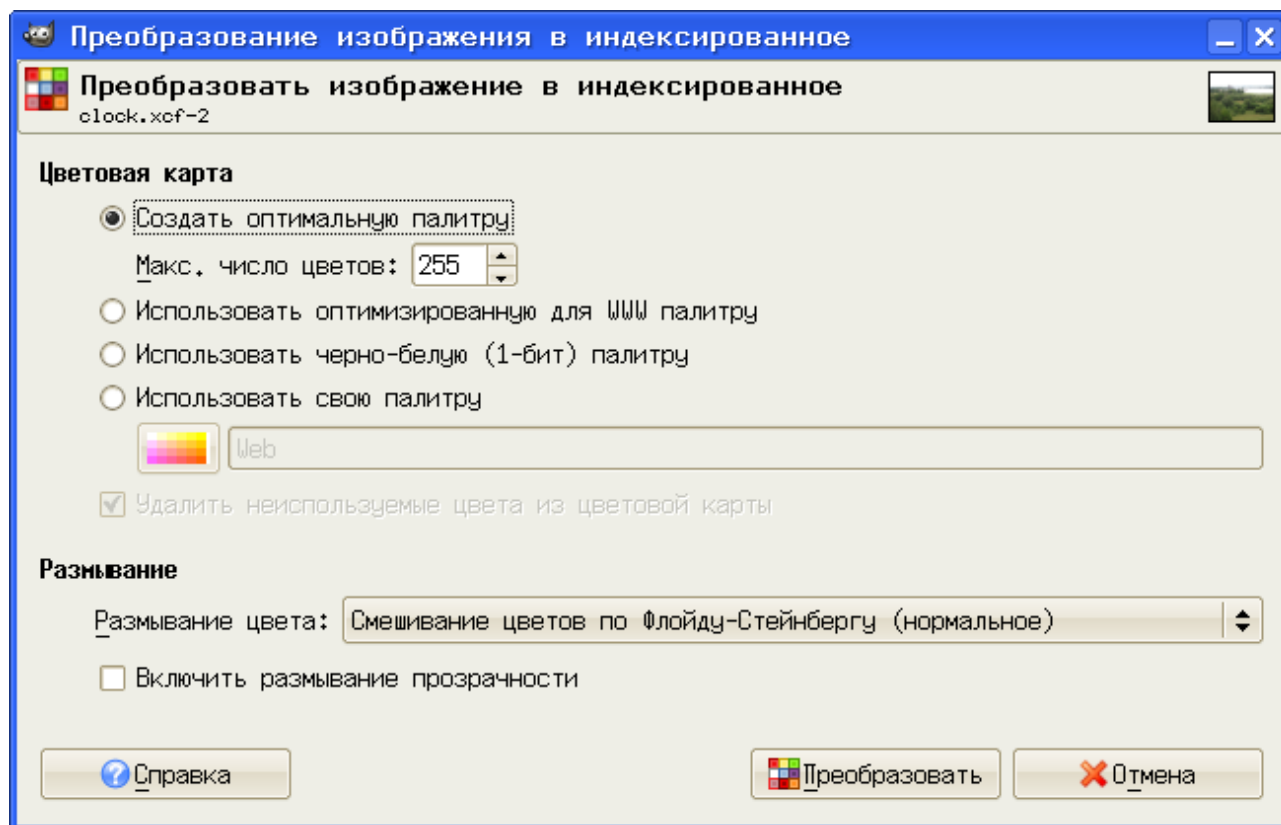 Преобразование изображения в индексированное
Преобразовать изображение в индексированное
clock.xcf-2
Цветовая карта
Создать оптимальную палитру
Макс. число цветов: 255
Использовать оптимизированную для WWW палитру
Использовать черно-белую (1-бит) палитру
Использовать свою палитру
Web
Удалить неиспользуемые цвета из цветовой карты
Размывание
Размывание цвета: Смешивание цветов по Флойду-Стейнбергу (нормальное)
Включить размывание прозрачности
Справка Преобразовать Отмена